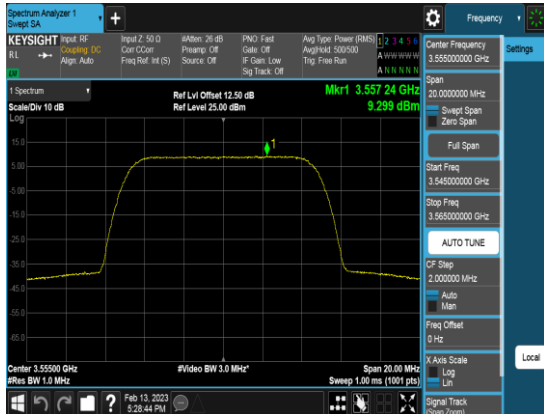 Spectrum Analyzer 1
Swept SA
Frequency
KEYSIGHT
RL
Input: RF
Coupling: DC
Align: Auto
Input Z: 50 Ω
Corr CCorr
Freq Ref: Int (S)
#Atten: 26 dB
Preamp: Off
Source: Off
PNO: Fast
Gate: Off
IF Gain: Low
Sig Track: Off
Avg Type: Power (RMS)
Avg|Hold: 500/500
Trig: Free Run
1 2 3 4 5 6
A W W W W W
A N N N N N
LNI
1 Spectrum
Scale/Div 10 dB
Log
Ref Lvl Offset 12.50 dB
Ref Level 25.00 dBm
Mkr1 3.557 24 GHz
9.299 dBm
1
15.0
5.00
-5.00
-15.0
-25.0
-35.0
-45.0
-55.0
-65.0
Center 3.55500 GHz
#Res BW 1.0 MHz
#Video BW 3.0 MHz*
Span 20.00 MHz
Sweep 1.00 ms (1001 pts)
Feb 13, 2023
5:28:44 PM
Center Frequency
3.555000000 GHz
Span
20.0000000 MHz
Swept Span
Zero Span
Full Span
Start Freq
3.545000000 GHz
Stop Freq
3.565000000 GHz
AUTO TUNE
CF Step
2.000000 MHz
Auto
Man
Freq Offset
0 Hz
X Axis Scale
Log
Lin
Signal Track
(Span Zoom)
Settings
Local